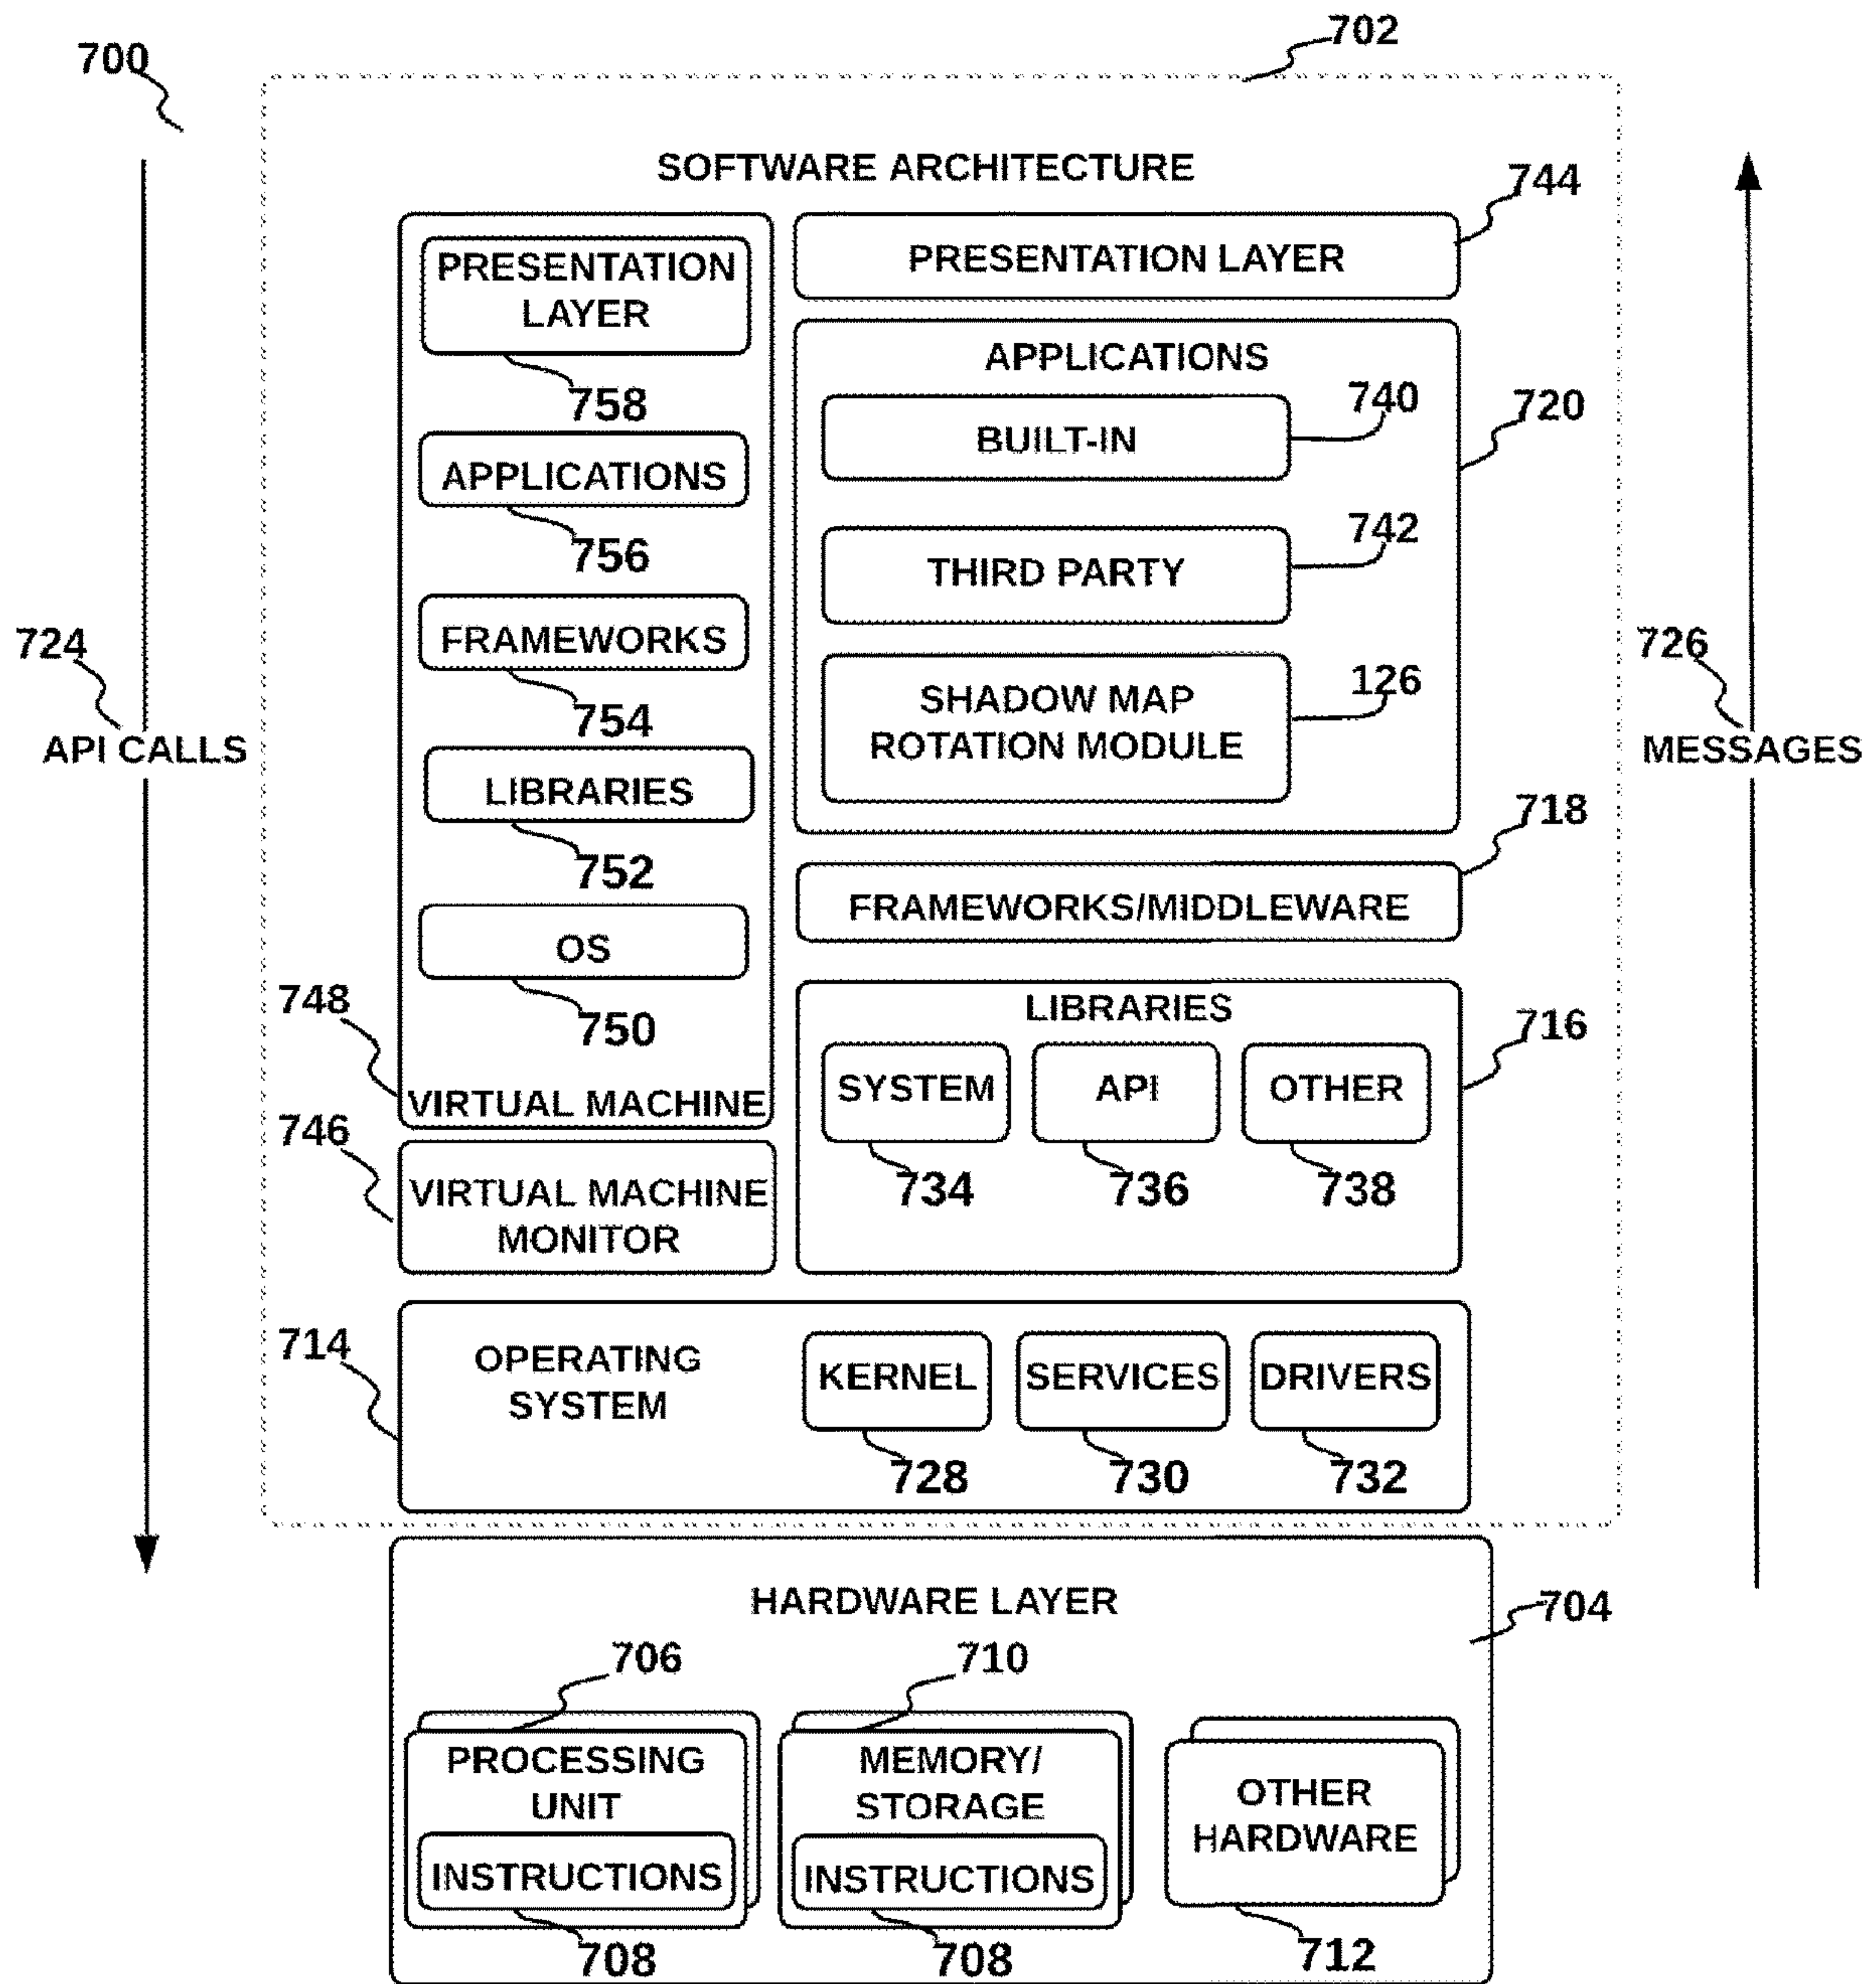 700
702
SOFTWARE ARCHITECTURE
744
PRESENTATION
LAYER
758
APPLICATIONS
756
FRAMEWORKS
754
LIBRARIES
752
OS
750
748
VIRTUAL MACHINE
746
VIRTUAL MACHINE
MONITOR
PRESENTATION LAYER
APPLICATIONS
720
BUILT-IN
740
THIRD PARTY
742
SHADOW MAP
ROTATION MODULE
126
718
FRAMEWORKS/MIDDLEWARE
LIBRARIES
716
SYSTEM
734
API
736
OTHER
738
724
API CALLS
726
MESSAGES
714
OPERATING
SYSTEM
KERNEL
728
SERVICES
730
DRIVERS
732
HARDWARE LAYER
704
706
PROCESSING
UNIT
INSTRUCTIONS
708
710
MEMORY/
STORAGE
INSTRUCTIONS
708
OTHER
HARDWARE
712